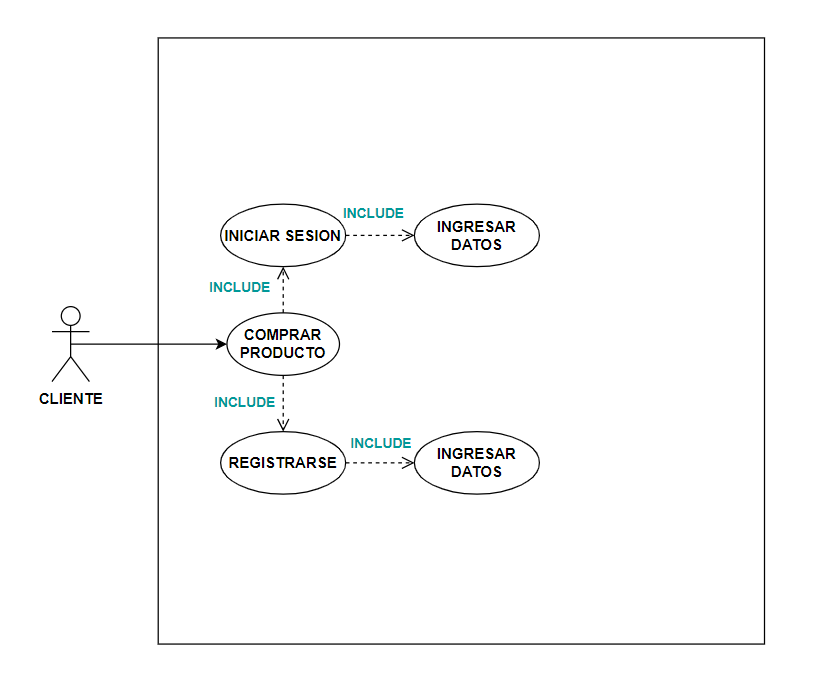 INCLUDE
INICIAR SESION
INGRESAR
DATOS
INCLUDE
COMPRAR
PRODUCTO
CLIENTE
INCLUDE
INCLUDE
REGISTRARSE
INGRESAR
DATOS